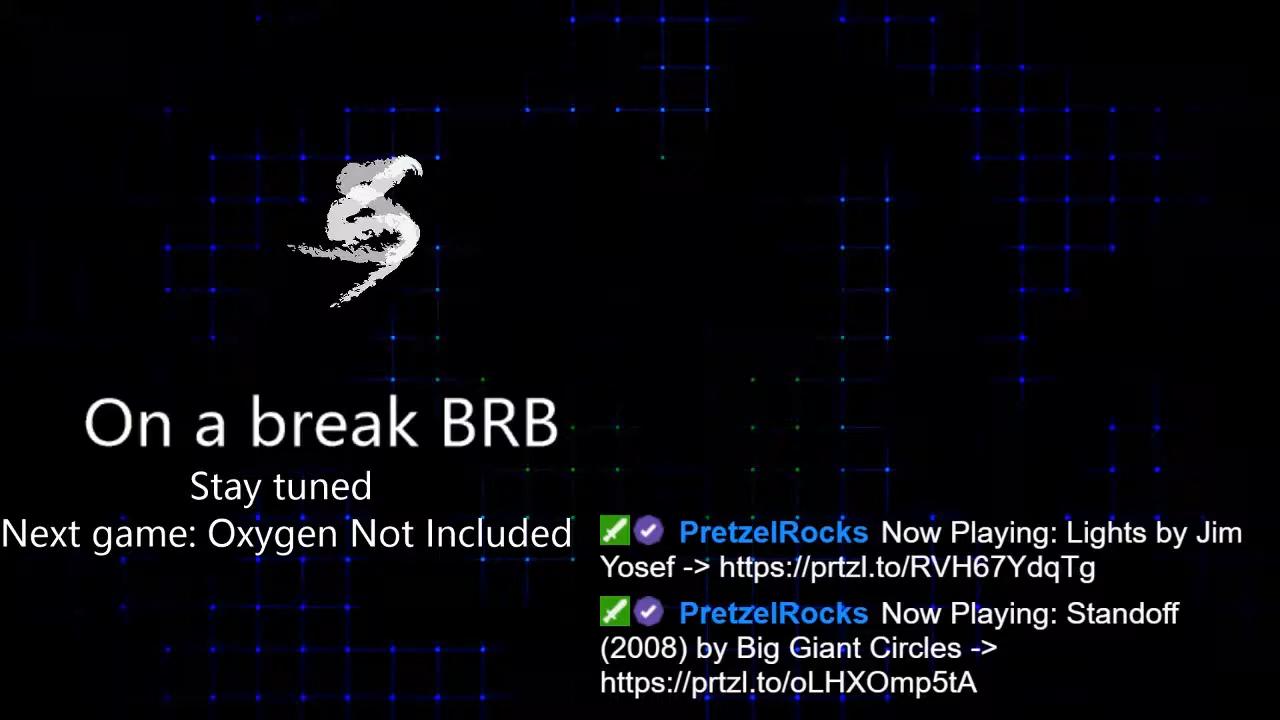 On a break BRB
Stay tuned
Next game: Oxygen Not Included
PretzelRocks Now Playing: Lights by Jim
Yosef -> https://prtzl.to/RVH67YdqTg
PretzelRocks Now Playing: Standoff
(2008) by Big Giant Circles ->
https://prtzl.to/oLHXOmp5tA